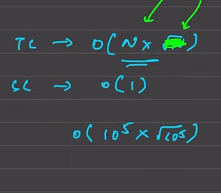 TC → O(N ×
SC → O(1)
O(10⁵ × √105)